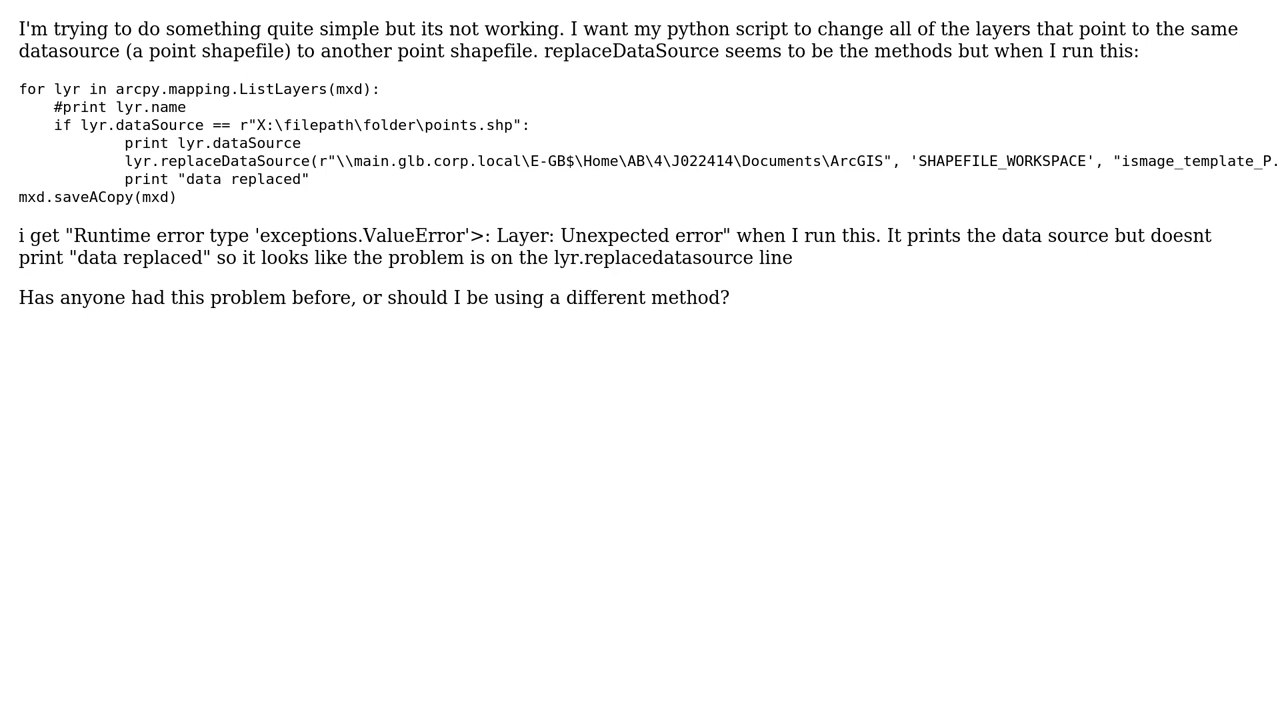 I'm trying to do something quite simple but its not working. I want my python script to change all of the layers that point to the same
datasource (a point shapefile) to another point shapefile. replaceDataSource seems to be the methods but when I run this:
for lyr in arcpy.mapping.ListLayers(mxd):
    #print lyr.name
    if lyr.dataSource == r"X:\filepath\folder\points.shp":
            print lyr.dataSource
            lyr.replaceDataSource(r"\\main.glb.corp.local\E-GB$\Home\AB\4\J022414\Documents\ArcGIS", 'SHAPEFILE_WORKSPACE', "ismage_template_P.
            print "data replaced"
mxd.saveACopy(mxd)
i get "Runtime error type 'exceptions.ValueError'>: Layer: Unexpected error" when I run this. It prints the data source but doesnt
print "data replaced" so it looks like the problem is on the lyr.replacedatasource line
Has anyone had this problem before, or should I be using a different method?